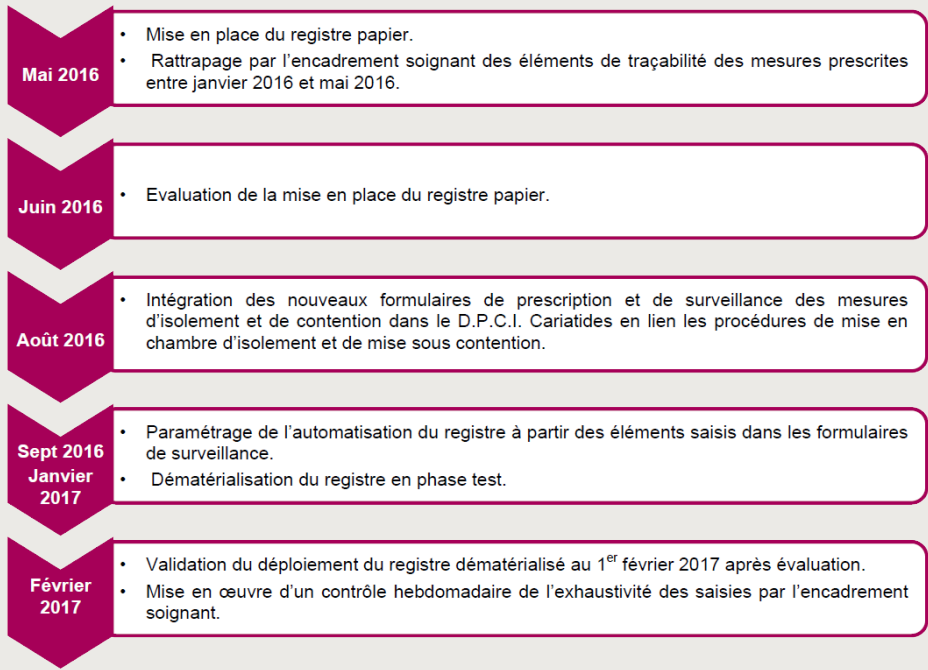 Mai 2016
• Mise en place du registre papier.
• Rattrapage par l'encadrement soignant des éléments de traçabilité des mesures prescrites
entre janvier 2016 et mai 2016.
Juin 2016
• Evaluation de la mise en place du registre papier.
Août 2016
• Intégration des nouveaux formulaires de prescription et de surveillance des mesures
d'isolement et de contention dans le D.P.C.I. Cariatides en lien les procédures de mise en
chambre d'isolement et de mise sous contention.
Sept 2016
Janvier
2017
• Paramétrage de l'automatisation du registre à partir des éléments saisis dans les formulaires
de surveillance.
• Dématérialisation du registre en phase test.
Février
2017
• Validation du déploiement du registre dématérialisé au 1er février 2017 après évaluation.
• Mise en œuvre d'un contrôle hebdomadaire de l'exhaustivité des saisies par l'encadrement
soignant.